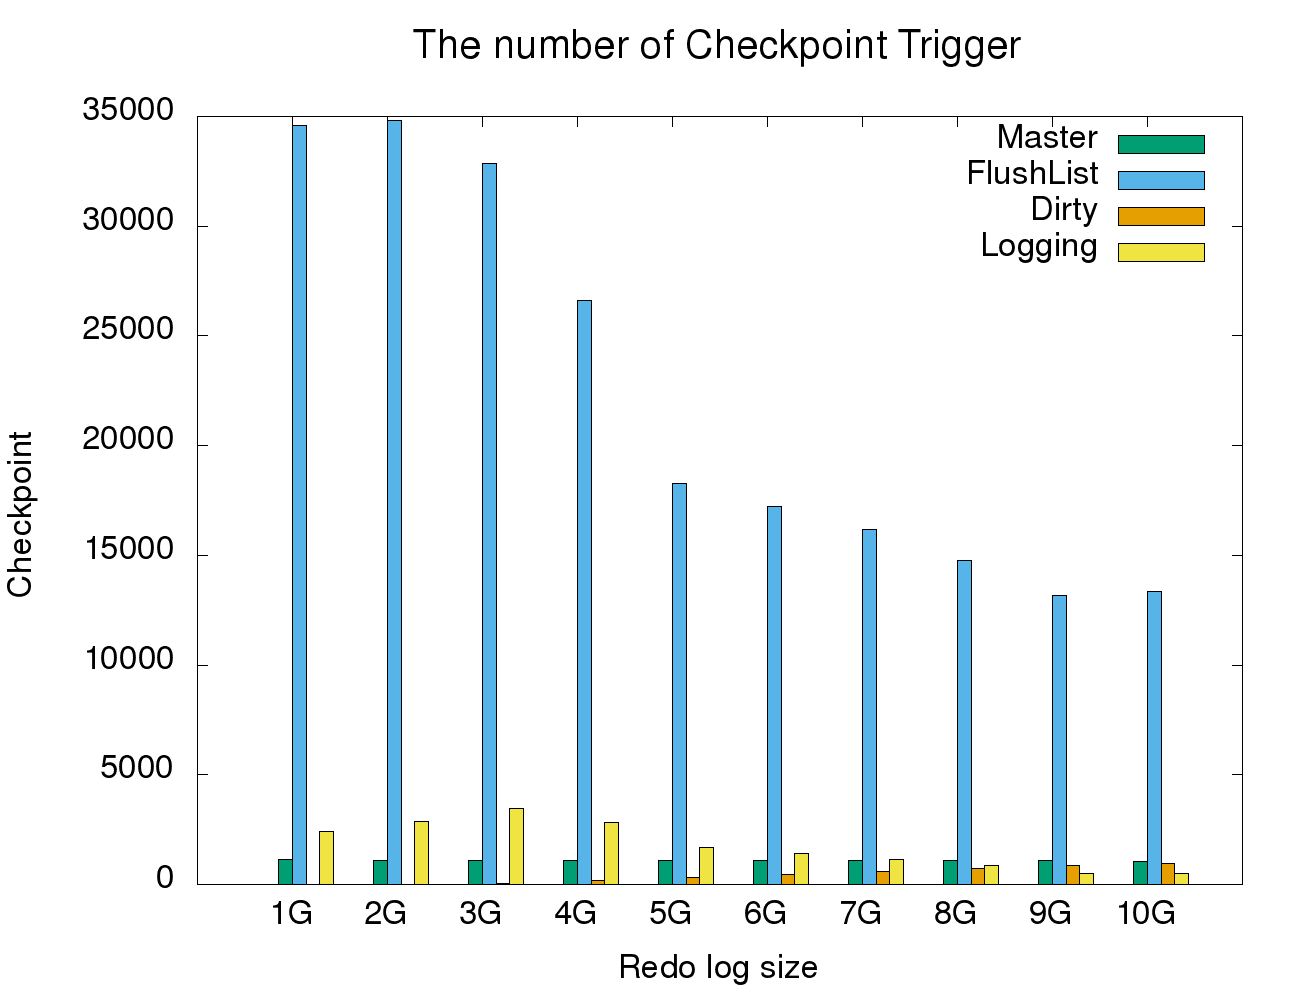 The number of Checkpoint Trigger
35000
30000
25000
20000
15000
10000
5000
0
Checkpoint
Master
FlushList
Dirty
Logging
1G 2G 3G 4G 5G 6G 7G 8G 9G 10G
Redo log size